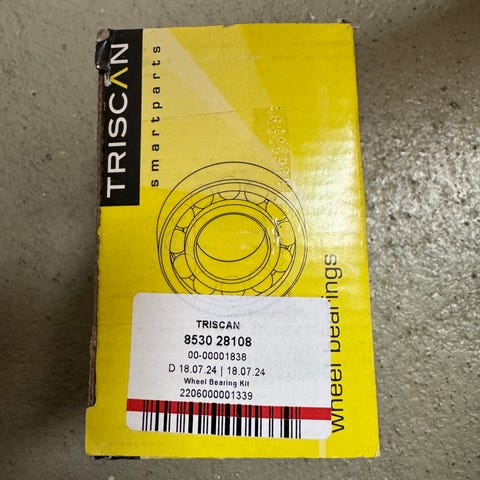 TRISCAN
smartparts
wheel bearings
TRISCAN
8530 28108
00-00001838
D 18.07.24 | 18.07.24
Wheel Bearing Kit
2206000001339